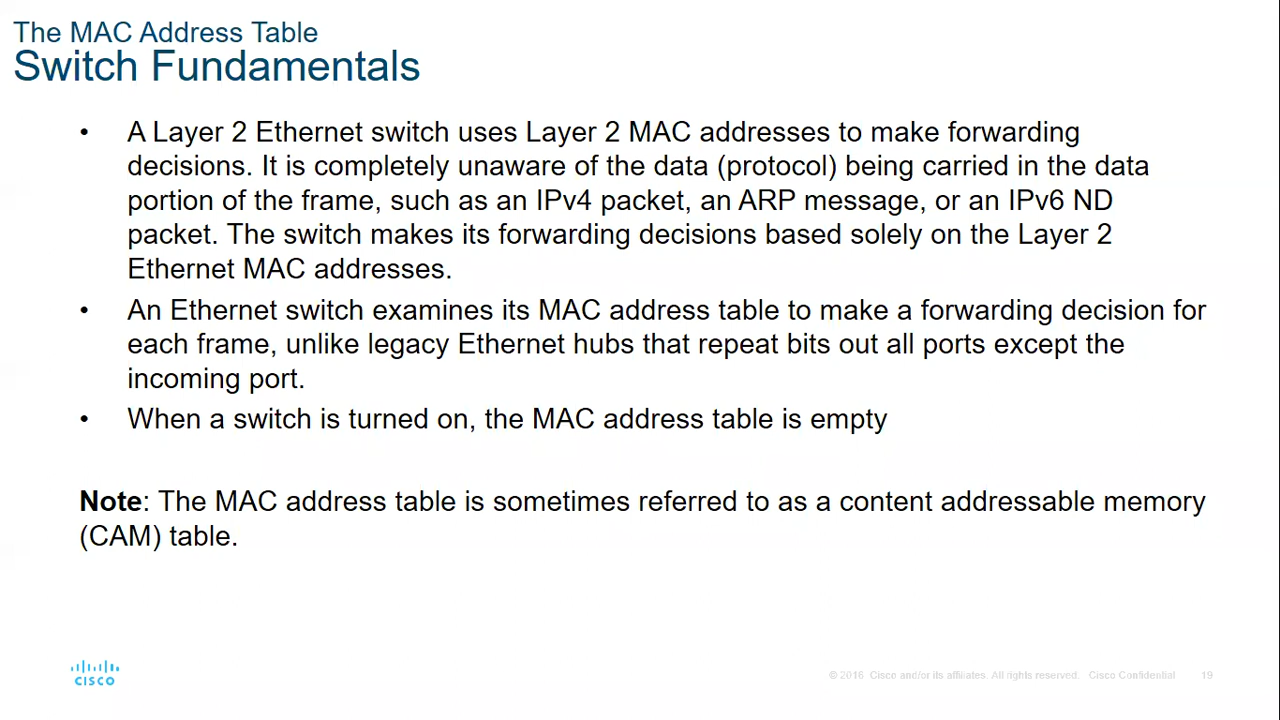 The MAC Address Table
Switch Fundamentals
• A Layer 2 Ethernet switch uses Layer 2 MAC addresses to make forwarding
decisions. It is completely unaware of the data (protocol) being carried in the data
portion of the frame, such as an IPv4 packet, an ARP message, or an IPv6 ND
packet. The switch makes its forwarding decisions based solely on the Layer 2
Ethernet MAC addresses.
• An Ethernet switch examines its MAC address table to make a forwarding decision for
each frame, unlike legacy Ethernet hubs that repeat bits out all ports except the
incoming port.
• When a switch is turned on, the MAC address table is empty
Note: The MAC address table is sometimes referred to as a content addressable memory
(CAM) table.
CISCO
© 2016 Cisco and/or its affiliates. All rights reserved. Cisco Confidential 19